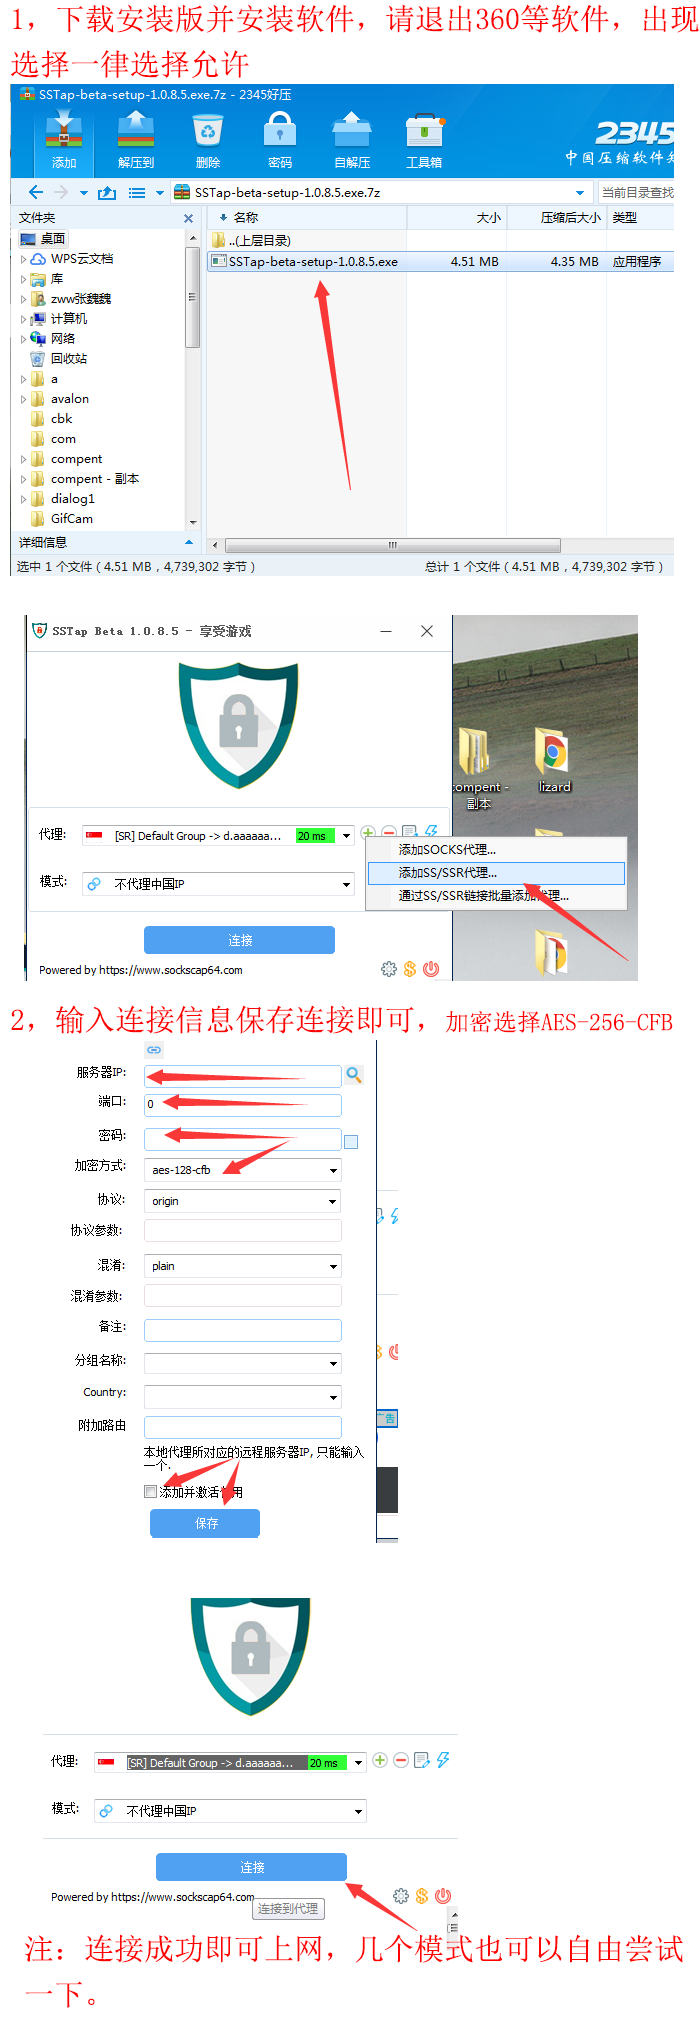 1，下载安装版并安装软件，请退出360等软件，出现
选择一律选择允许
SSTap-beta-setup-1.0.8.5.exe.7z - 2345好压
添加 解压到 删除 密码 自解压 工具箱
2345
中国压缩软件
SSTap-beta-setup-1.0.8.5.exe.7z 当前目录查找
文件夹 名称 大小 压缩后大小 类型
桌面 ..(上层目录)
WPS云文档 SSTap-beta-setup-1.0.8.5.exe 4.51 MB 4.35 MB 应用程序
库
zww张魏魏
计算机
网络
回收站
a
avalon
cbk
com
compent
compent - 副本
dialog1
GifCam
详细信息
选中 1 个文件 ( 4.51 MB , 4,739,302 字节 ) 总计 1 个文件 ( 4.51 MB , 4,739,302 字节 )
SSTap Beta 1.0.8.5 - 享受游戏
compent - lizard
副本
代理: [SR] Default Group -> d.aaaaaa... 20 ms
添加SOCKS代理...
添加SS/SSR代理...
模式: 不代理中国IP
通过SS/SSR链接批量添加代理...
连接
Powered by https://www.sockscap64.com
2，输入连接信息保存连接即可，加密选择AES-256-CFB
服务器IP:
端口: 0
密码:
加密方式: aes-128-cfb
协议: origin
协议参数:
混淆: plain
混淆参数:
备注:
分组名称:
Country:
广告
附加路由
本地代理所对应的远程服务器IP, 只能输入
一个.
添加并激活使用
保存
代理: [SR] Default Group -> d.aaaaaa... 20 ms
模式: 不代理中国IP
连接
Powered by https://www.sockscap64.com
连接到代理
注：连接成功即可上网，几个模式也可以自由尝试
一下。